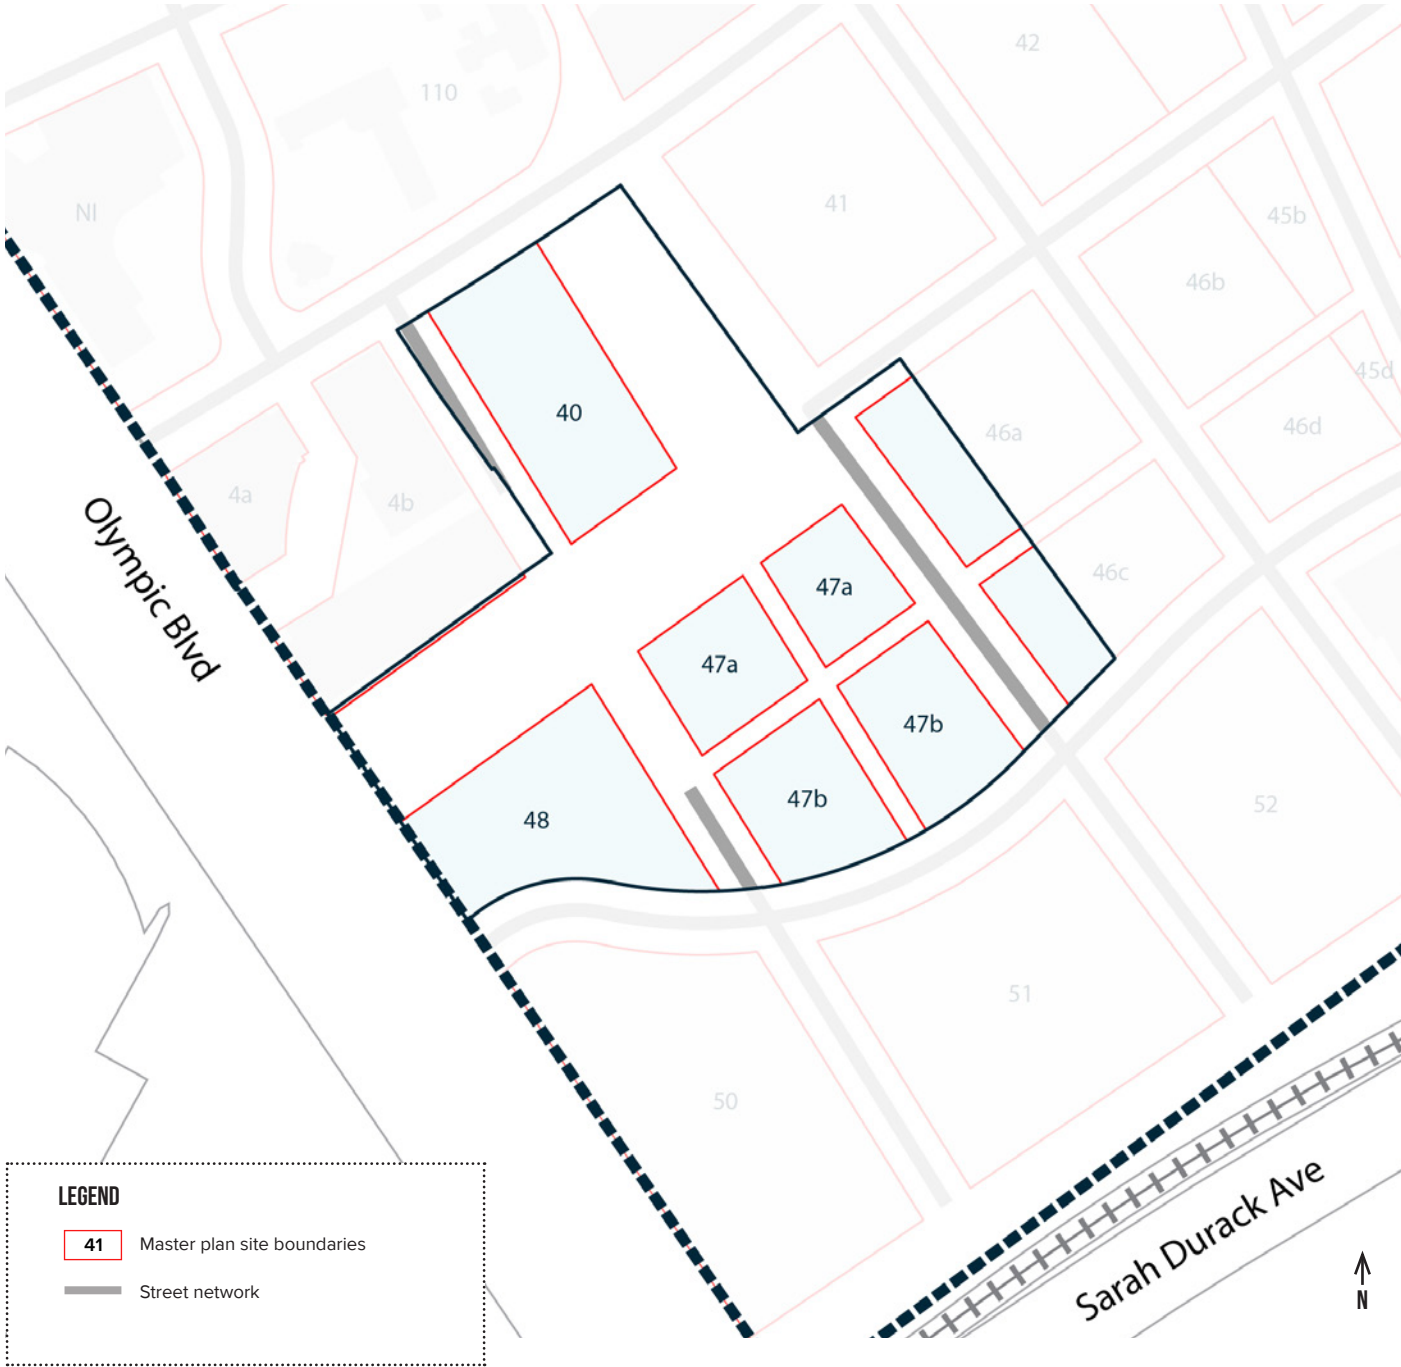 42
110
NI
41
45b
46b
45d
40
46a
46d
4a
4b
Olympic Blvd
46c
47a
47a
47b
47b
48
52
51
50
Sarah Durack Ave
LEGEND
41 Master plan site boundaries
Street network
N